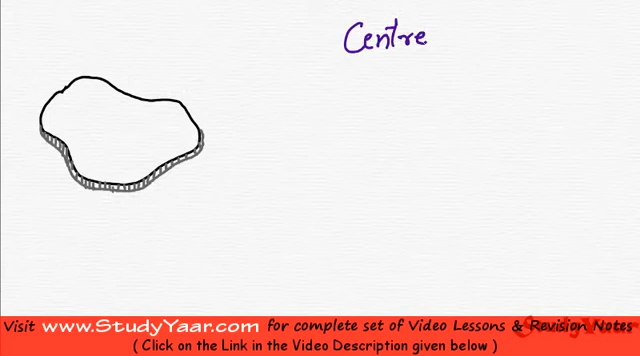 Centre
Visit www.StudyYaar.com for complete set of Video Lessons & Revision Notes
( Click on the Link in the Video Description given below )
StudyYaar